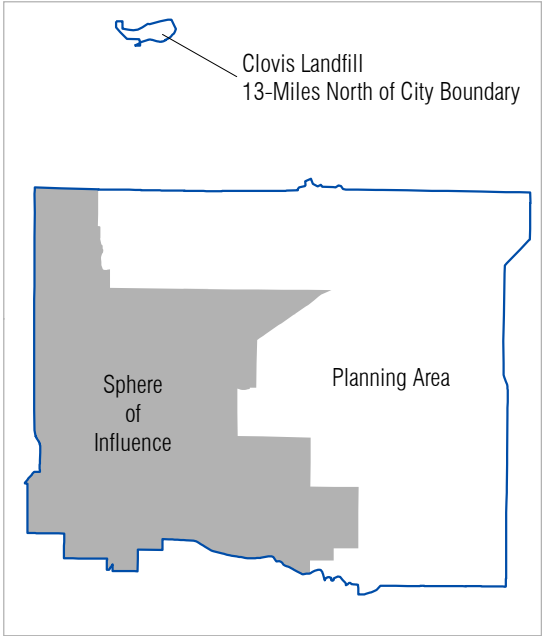 Clovis Landfill
13-Miles North of City Boundary
Sphere
of
Influence
Planning Area